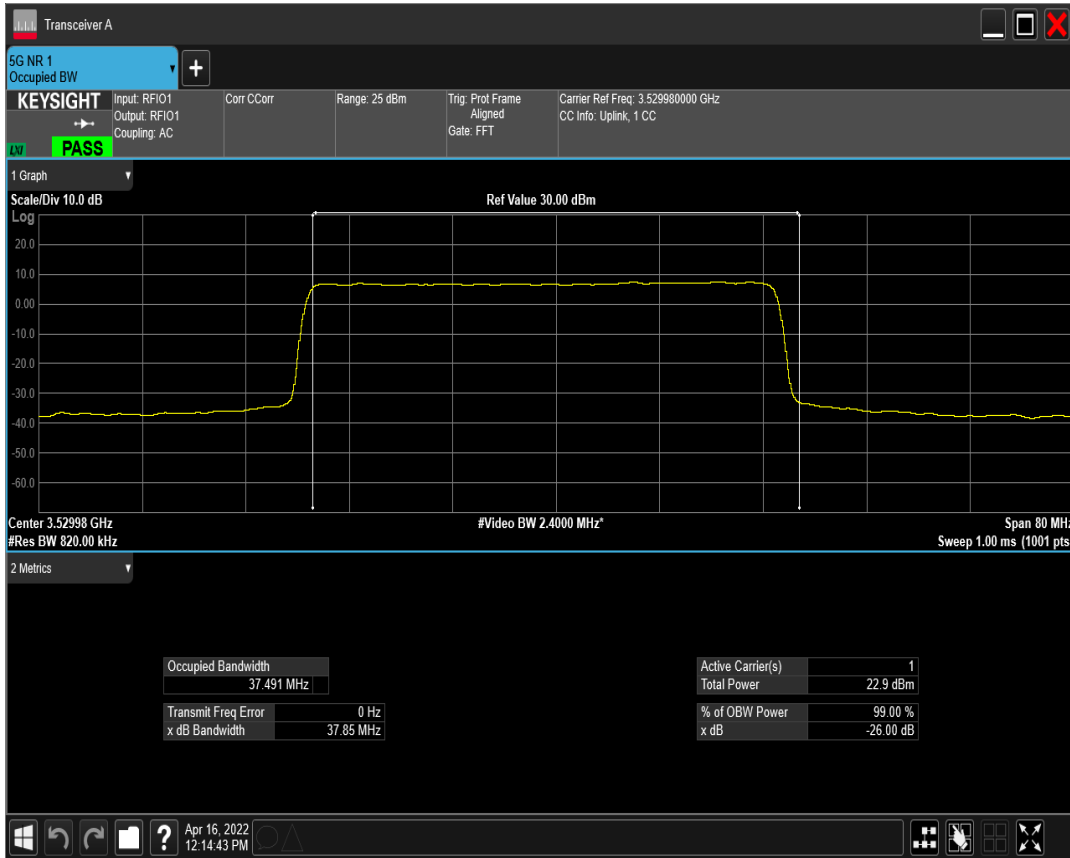 Transceiver A
5G NR 1
Occupied BW
+
KEYSIGHT
LXI
PASS
Input: RFIO1
Output: RFIO1
Coupling: AC
Corr CCorr
Range: 25 dBm
Trig: Prot Frame
Aligned
Gate: FFT
Carrier Ref Freq: 3.529980000 GHz
CC Info: Uplink, 1 CC
1 Graph
Scale/Div 10.0 dB
Ref Value 30.00 dBm
Log
20.0
10.0
0.00
-10.0
-20.0
-30.0
-40.0
-50.0
-60.0
Center 3.52998 GHz
#Video BW 2.4000 MHz*
Span 80 MHz
#Res BW 820.00 kHz
Sweep 1.00 ms (1001 pts
2 Metrics
Occupied Bandwidth
37.491 MHz
Transmit Freq Error 0 Hz
x dB Bandwidth 37.85 MHz
Active Carrier(s) 1
Total Power 22.9 dBm
% of OBW Power 99.00 %
x dB -26.00 dB
?
Apr 16, 2022
12:14:43 PM